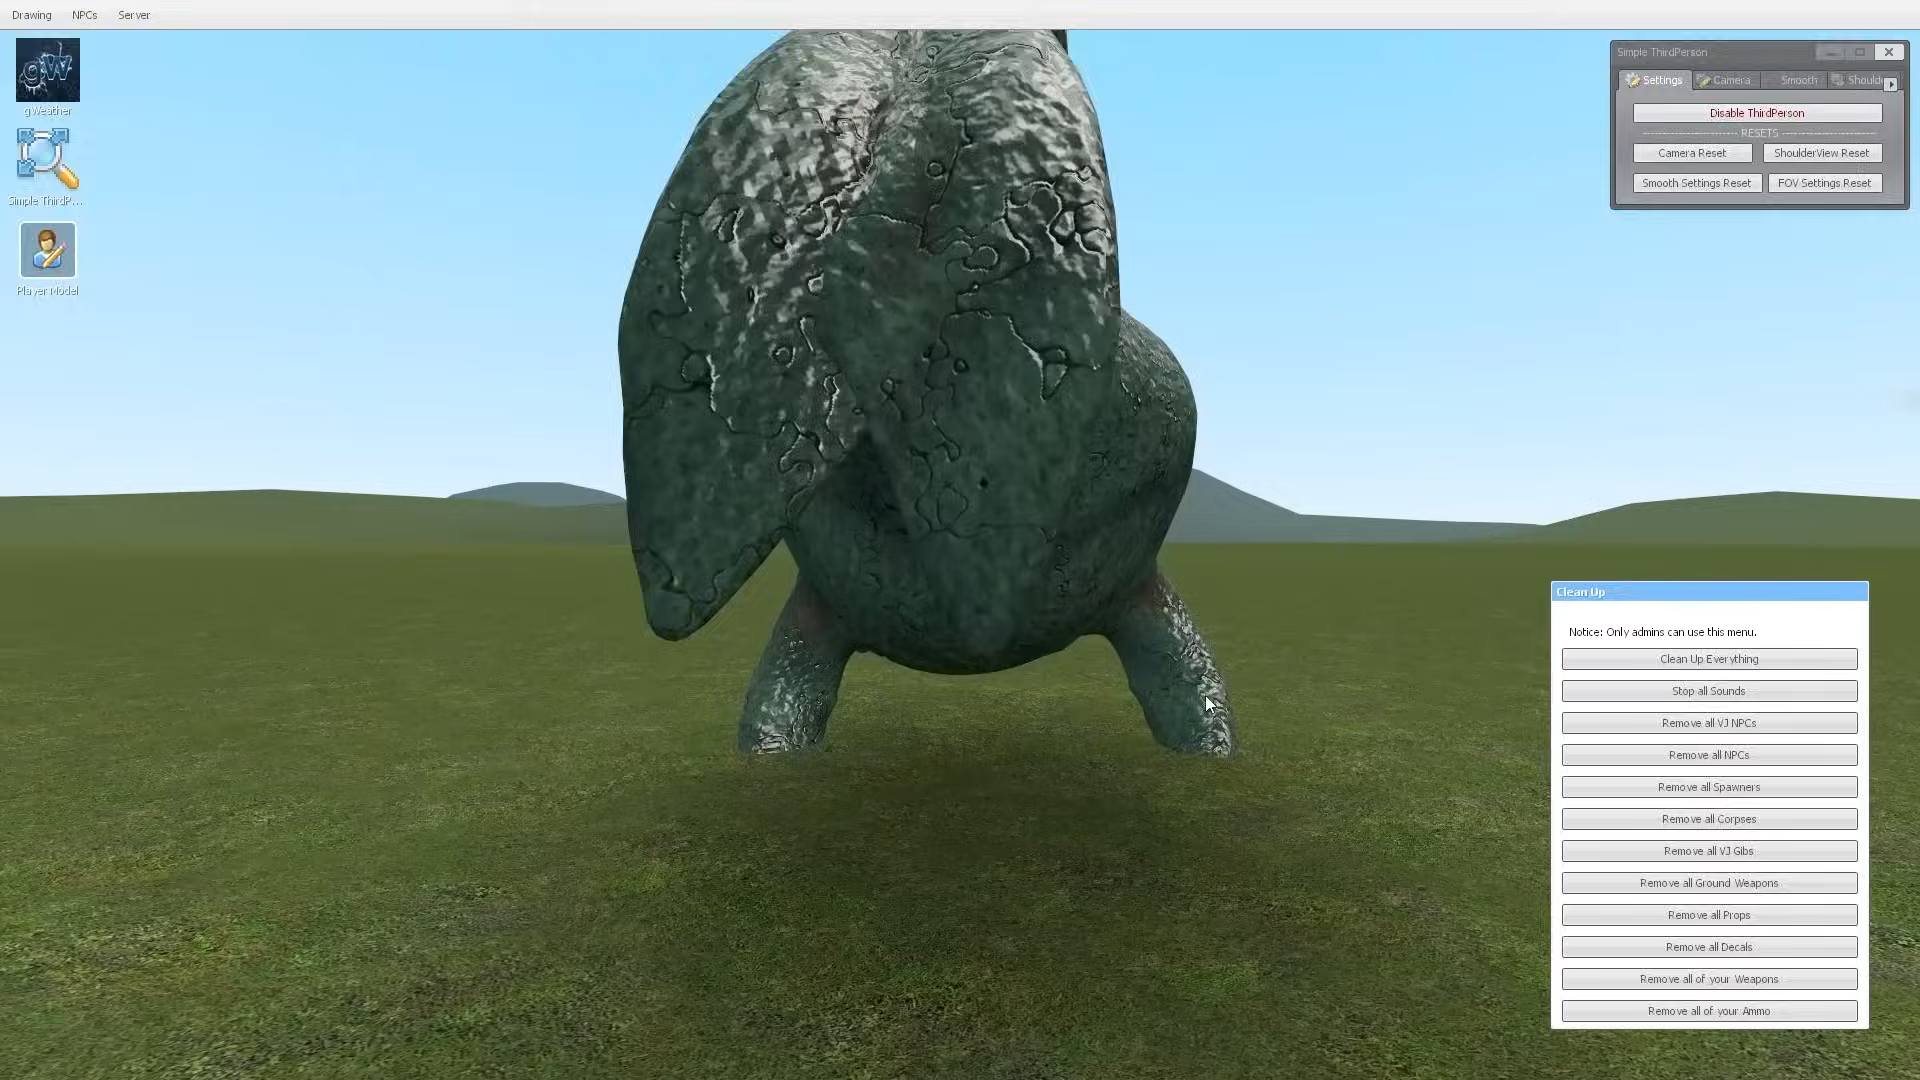 Drawing NPCs Server
gW
gWeather
Simple ThirdP...
Player Model
Simple ThirdPerson
Settings Camera Smooth Should
Disable ThirdPerson
RESETS
Camera Reset ShoulderView Reset
Smooth Settings Reset FOV Settings Reset
Clean Up
Notice: Only admins can use this menu.
Clean Up Everything
Stop all Sounds
Remove all VJ NPCs
Remove all NPCs
Remove all Spawners
Remove all Corpses
Remove all VJ Gibs
Remove all Ground Weapons
Remove all Props
Remove all Decals
Remove all of your Weapons
Remove all of your Ammo